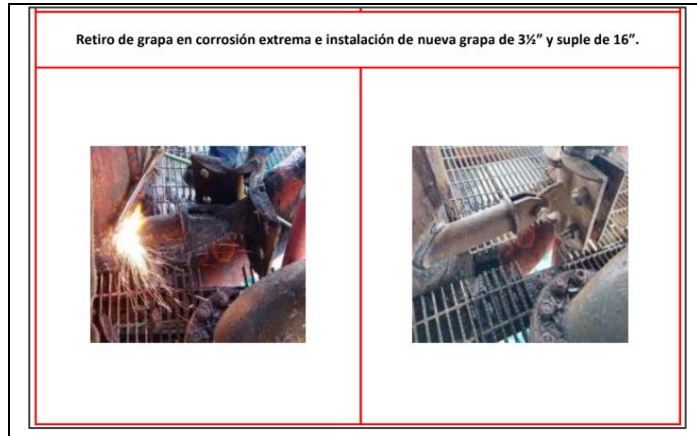 Retiro de grapa en corrosión extrema e instalación de nueva grapa de 3½” y suple de 16”.